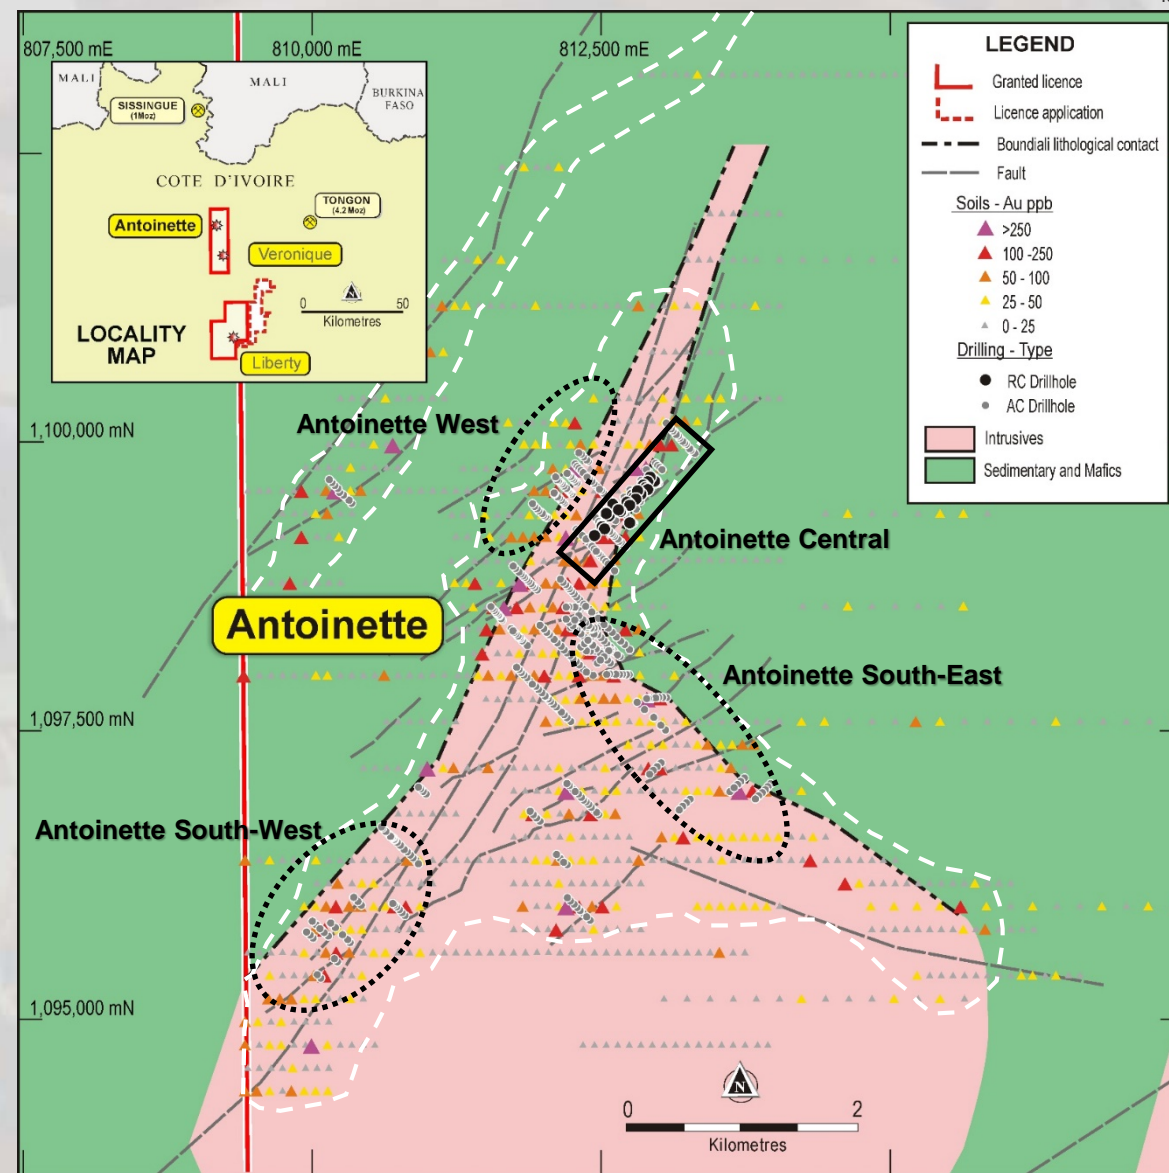 807,500 mE
810,000 mE
812,500 mE
MALI
MALI
BURKINA
FASO
SISSINGUE
(1Moz)
COTE D'IVOIRE
TONGON
(4.2 Moz)
Antoinette
Veronique
N
0 50
Kilometres
LOCALITY
MAP
Liberty
LEGEND
Granted licence
Licence application
Boundiali lithological contact
Fault
Soils - Au ppb
>250
100 -250
50 - 100
25 - 50
0 - 25
Drilling - Type
RC Drillhole
AC Drillhole
Intrusives
Sedimentary and Mafics
1,100,000 mN
Antoinette West
Antoinette Central
Antoinette
Antoinette South-East
1,097,500 mN
Antoinette South-West
1,095,000 mN
N
0 2
Kilometres